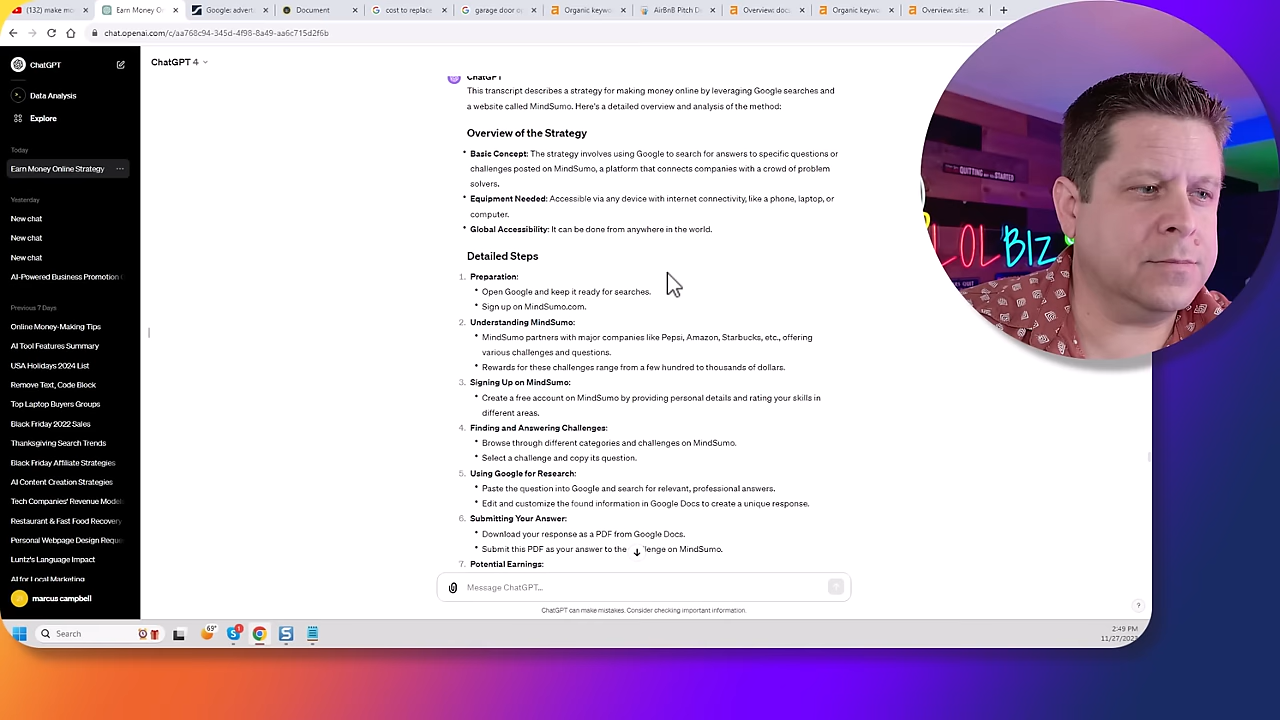 (132) make mon
Earn Money On
Google: advert
Document
cost to replace
garage door o
Organic keywo
AirBnB Pitch D
Overview: doc
Organic keywo
Overview: sites
chat.openai.com/c/aa768c94-345d-4f98-8a49-aa6c715d2f6b
ChatGPT
Data Analysis
Explore
Today
Earn Money Online Strategy
Yesterday
New chat
New chat
New chat
AI-Powered Business Promotion
Previous 7 Days
Online Money-Making Tips
AI Tool Features Summary
USA Holidays 2024 List
Remove Text, Code Block
Top Laptop Buyers Groups
Black Friday 2022 Sales
Thanksgiving Search Trends
Black Friday Affiliate Strategies
AI Content Creation Strategies
Tech Companies' Revenue Model
Restaurant & Fast Food Recovery
Personal Webpage Design Reque
Luntz's Language Impact
AI for Local Marketing
marcus campbell
ChatGPT 4
ChatGPT
This transcript describes a strategy for making money online by leveraging Google searches and
a website called MindSumo. Here's a detailed overview and analysis of the method:
Overview of the Strategy
• Basic Concept: The strategy involves using Google to search for answers to specific questions or
challenges posted on MindSumo, a platform that connects companies with a crowd of problem
solvers.
• Equipment Needed: Accessible via any device with internet connectivity, like a phone, laptop, or
computer.
• Global Accessibility: It can be done from anywhere in the world.
Detailed Steps
1. Preparation:
• Open Google and keep it ready for searches.
• Sign up on MindSumo.com.
2. Understanding MindSumo:
• MindSumo partners with major companies like Pepsi, Amazon, Starbucks, etc., offering
various challenges and questions.
• Rewards for these challenges range from a few hundred to thousands of dollars.
3. Signing Up on MindSumo:
• Create a free account on MindSumo by providing personal details and rating your skills in
different areas.
4. Finding and Answering Challenges:
• Browse through different categories and challenges on MindSumo.
• Select a challenge and copy its question.
5. Using Google for Research:
• Paste the question into Google and search for relevant, professional answers.
• Edit and customize the found information in Google Docs to create a unique response.
6. Submitting Your Answer:
• Download your response as a PDF from Google Docs.
• Submit this PDF as your answer to the lenge on MindSumo.
7. Potential Earnings:
Message ChatGPT...
ChatGPT can make mistakes. Consider checking important information.
?
QUITTING STARTED
LOL BIZ
Search
69°
1
2:49 PM
11/27/202